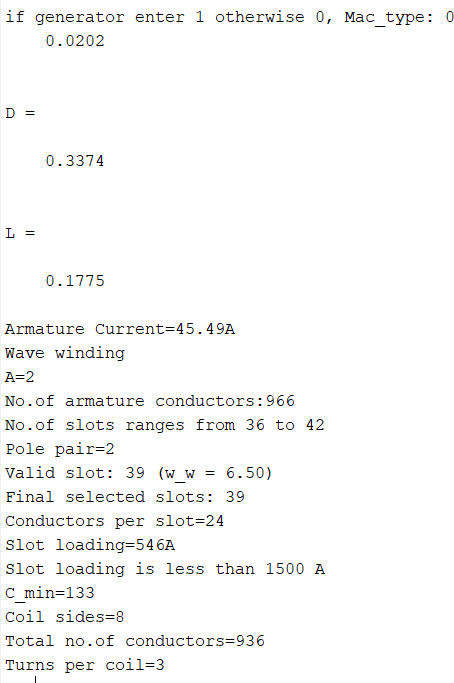 if generator enter 1 otherwise 0, Mac_type: 0
0.0202
D =
0.3374
L =
0.1775
Armature Current=45.49A
Wave winding
A=2
No.of armature conductors:966
No.of slots ranges from 36 to 42
Pole pair=2
Valid slot: 39 (w_w = 6.50)
Final selected slots: 39
Conductors per slot=24
Slot loading=546A
Slot loading is less than 1500 A
C_min=133
Coil sides=8
Total no.of conductors=936
Turns per coil=3